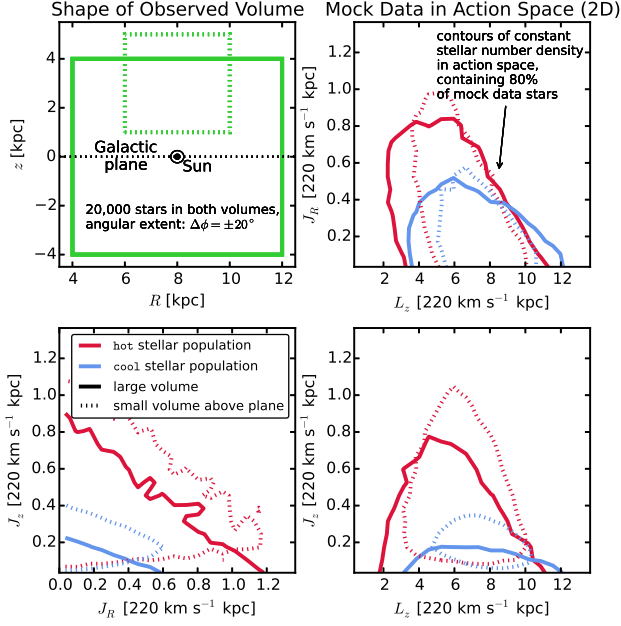 Shape of Observed Volume
4
2
0
−2
−4
z [kpc]
Galactic
plane
Sun
20,000 stars in both volumes,
angular extent: Δϕ = ±20°
4 6 8 10 12
R [kpc]
Mock Data in Action Space (2D)
contours of constant
stellar number density
in action space,
containing 80%
of mock data stars
1.0
0.8
0.6
0.4
0.2
J_R [220 km s⁻¹ kpc]
0 2 4 6 8 10 12
L_z [220 km s⁻¹ kpc]
hot stellar population
cool stellar population
large volume
small volume above plane
1.2
1.0
0.8
0.6
0.4
0.2
J_z [220 km s⁻¹ kpc]
0.0 0.2 0.4 0.6 0.8 1.0 1.2
J_R [220 km s⁻¹ kpc]
1.2
1.0
0.8
0.6
0.4
0.2
J_z [220 km s⁻¹ kpc]
0 2 4 6 8 10 12
L_z [220 km s⁻¹ kpc]